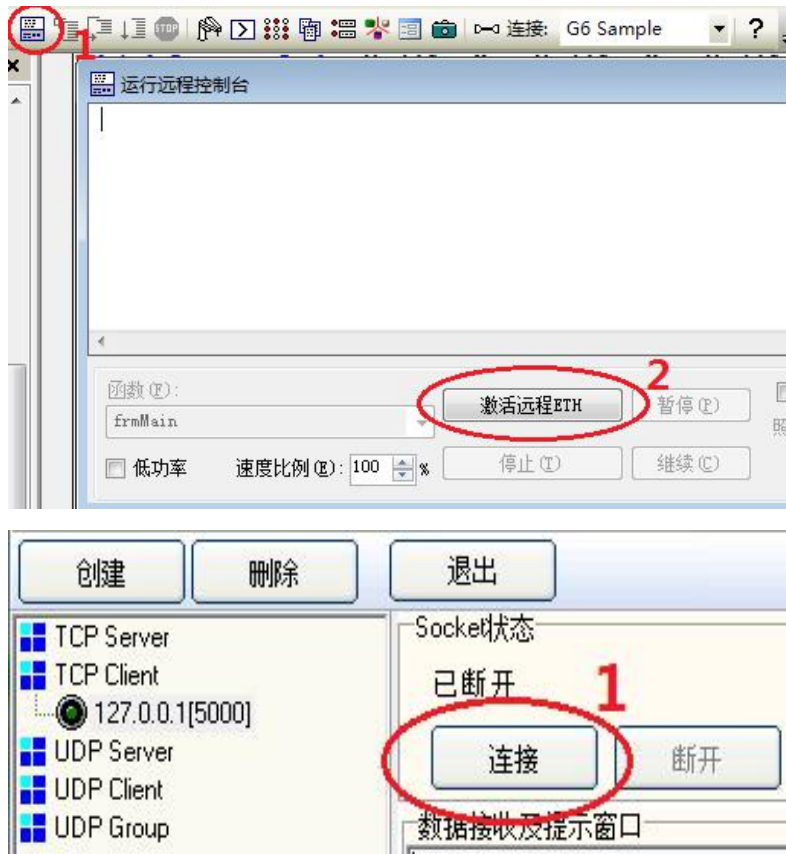 STOP 连接: G6 Sample ?
1
运行远程控制台
函数(F):
激活远程ETH
2
暂停(P)
照
frmMain
低功率 速度比例(E): 100 %
停止(T)
继续(C)
创建 删除 退出
TCP Server
TCP Client
127.0.0.1[5000]
UDP Server
UDP Client
UDP Group
Socket状态
已断开
1
连接 断开
数据接收及提示窗口